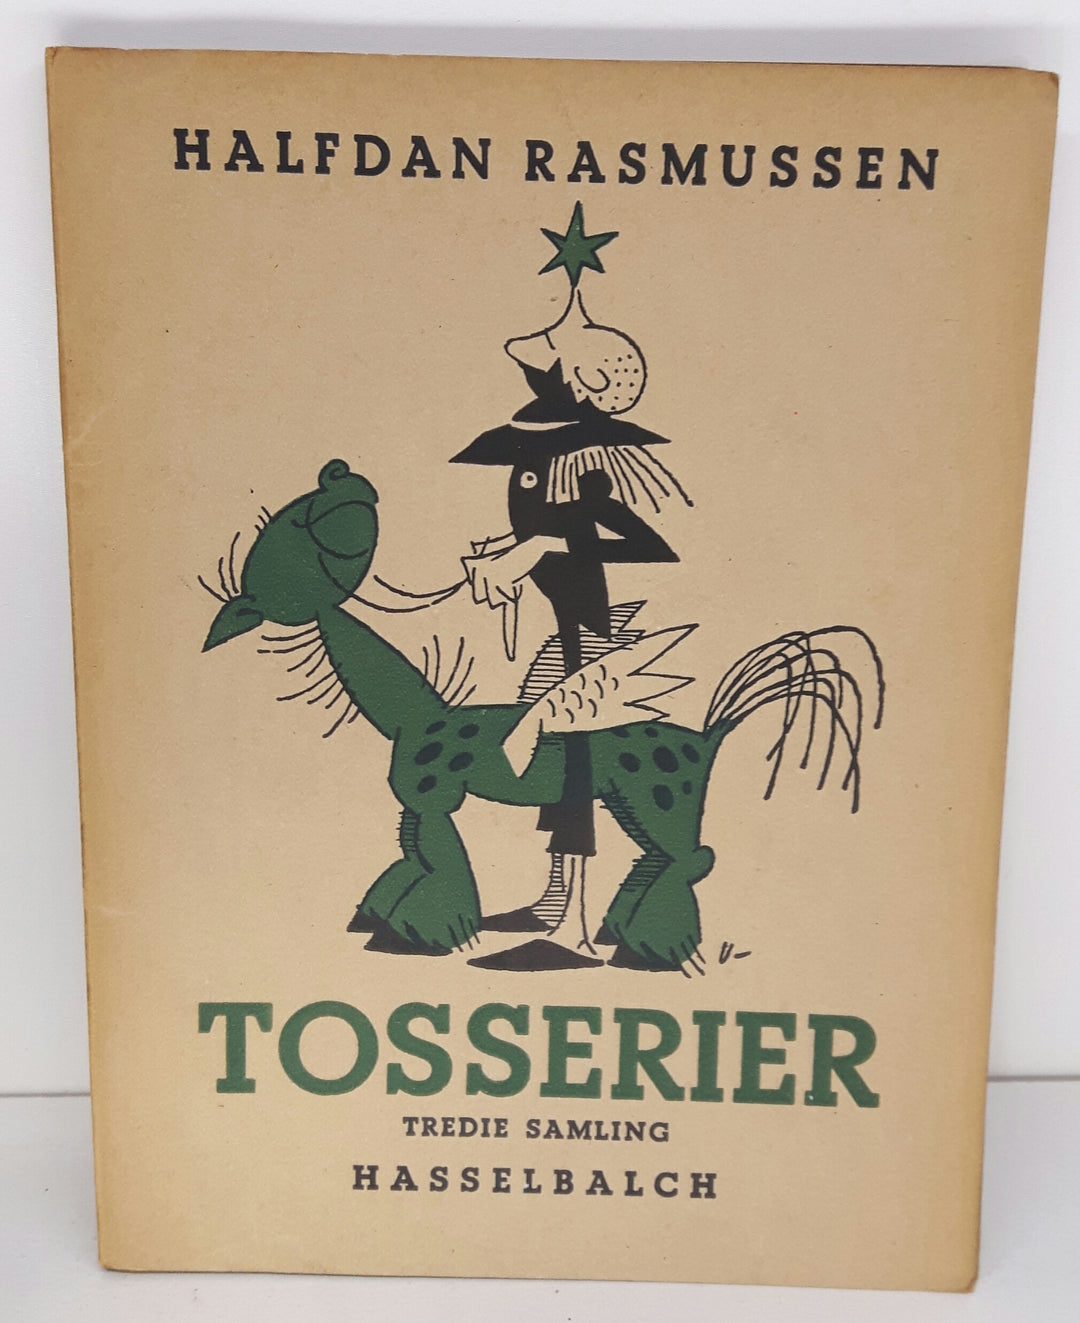 HALFDAN RASMUSSEN
TOSSERIER
TREDIE SAMLING
HASSELBALCH